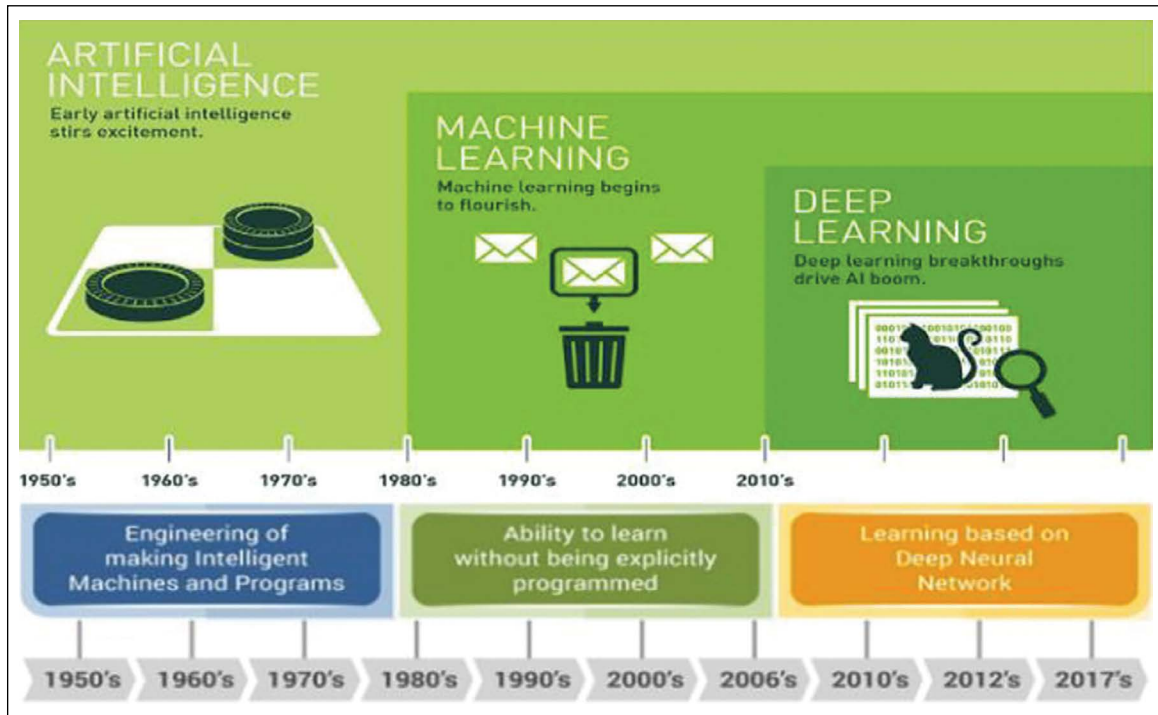 ARTIFICIAL
INTELLIGENCE
Early artificial intelligence
stirs excitement.
MACHINE
LEARNING
Machine learning begins
to flourish.
DEEP
LEARNING
Deep learning breakthroughs
drive AI boom.
1950's 1960's 1970's 1980's 1990's 2000's 2010's
Engineering of
making Intelligent
Machines and Programs
Ability to learn
without being explicitly
programmed
Learning based on
Deep Neural
Network
1950's 1960's 1970's 1980's 1990's 2000's 2006's 2010's 2012's 2017's